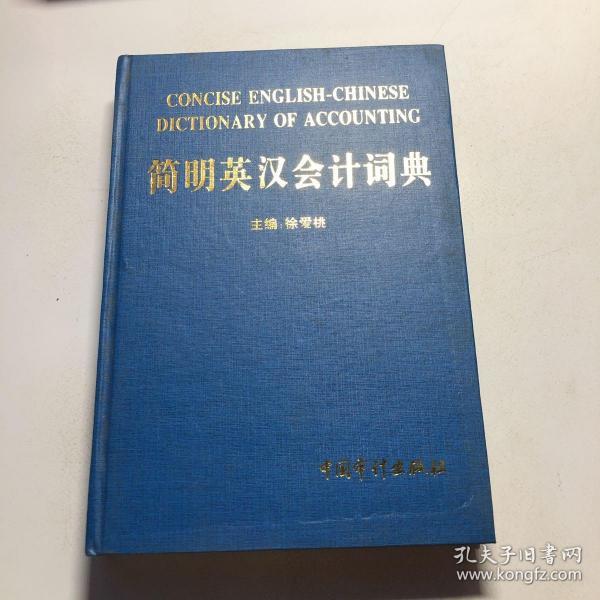 CONCISE ENGLISH-CHINESE
DICTIONARY OF ACCOUNTING
简明英汉会计词典
主编:徐爱桃
中国审计出版社
孔夫子旧書网
www.kongfz.com